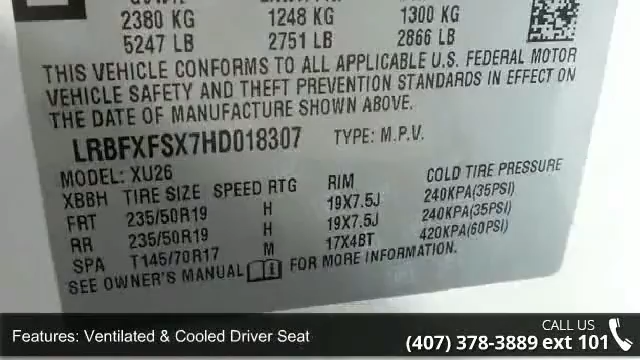 2380 KG 1248 KG 1300 KG
5247 LB 2751 LB 2866 LB
THIS VEHICLE CONFORMS TO ALL APPLICABLE U.S. FEDERAL MOTOR
VEHICLE SAFETY AND THEFT PREVENTION STANDARDS IN EFFECT ON
THE DATE OF MANUFACTURE SHOWN ABOVE.
LRBFXFSX7HD018307 TYPE: M.P.V.
MODEL: XU26
XBBH TIRE SIZE SPEED RTG RIM COLD TIRE PRESSURE
FRT 235/50R19 H 19X7.5J 240KPA(35PSI)
RR 235/50R19 H 19X7.5J 240KPA(35PSI)
SPA T145/70R17 M 17X4BT 420KPA(60PSI)
SEE OWNER'S MANUAL FOR MORE INFORMATION.
Features: Ventilated & Cooled Driver Seat
CALL US
(407) 378-3889 ext 101